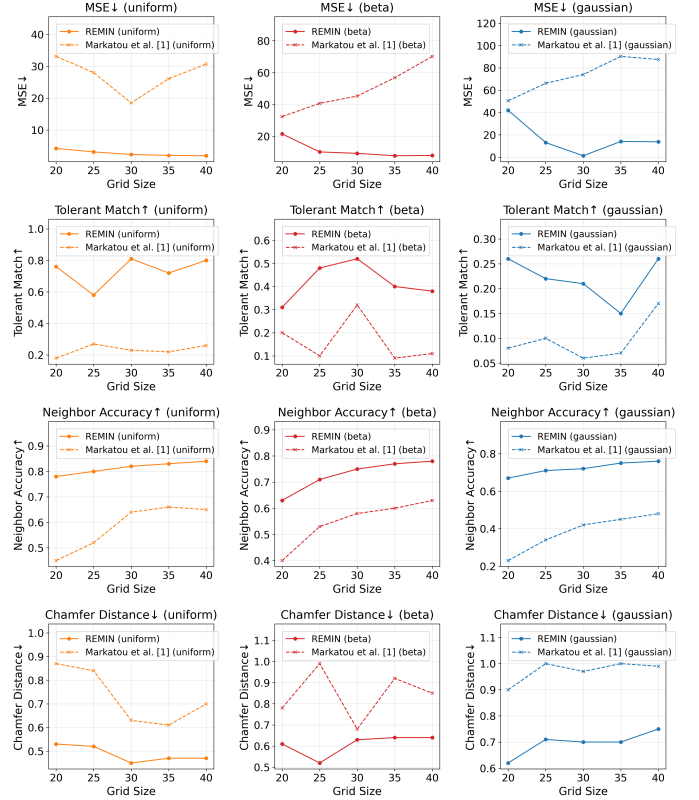 MSE↓ (uniform)
MSE↓
40
30
20
10
REMIN (uniform)
Markatou et al. [1] (uniform)
20 25 30 35 40
Grid Size
MSE↓ (beta)
MSE↓
80
60
40
20
REMIN (beta)
Markatou et al. [1] (beta)
20 25 30 35 40
Grid Size
MSE↓ (gaussian)
MSE↓
120
100
80
60
40
20
0
REMIN (gaussian)
Markatou et al. [1] (gaussian)
20 25 30 35 40
Grid Size
Tolerant Match↑ (uniform)
Tolerant Match↑
1.0
0.8
0.6
0.4
0.2
REMIN (uniform)
Markatou et al. [1] (uniform)
20 25 30 35 40
Grid Size
Tolerant Match↑ (beta)
Tolerant Match↑
0.6
0.5
0.4
0.3
0.2
0.1
REMIN (beta)
Markatou et al. [1] (beta)
20 25 30 35 40
Grid Size
Tolerant Match↑ (gaussian)
Tolerant Match↑
0.30
0.25
0.20
0.15
0.10
0.05
REMIN (gaussian)
Markatou et al. [1] (gaussian)
20 25 30 35 40
Grid Size
Neighbor Accuracy↑ (uniform)
Neighbor Accuracy↑
0.9
0.8
0.7
0.6
0.5
REMIN (uniform)
Markatou et al. [1] (uniform)
20 25 30 35 40
Grid Size
Neighbor Accuracy↑ (beta)
Neighbor Accuracy↑
0.9
0.8
0.7
0.6
0.5
0.4
REMIN (beta)
Markatou et al. [1] (beta)
20 25 30 35 40
Grid Size
Neighbor Accuracy↑ (gaussian)
Neighbor Accuracy↑
0.8
0.6
0.4
0.2
REMIN (gaussian)
Markatou et al. [1] (gaussian)
20 25 30 35 40
Grid Size
Chamfer Distance↓ (uniform)
Chamfer Distance↓
1.0
0.9
0.8
0.7
0.6
0.5
REMIN (uniform)
Markatou et al. [1] (uniform)
20 25 30 35 40
Grid Size
Chamfer Distance↓ (beta)
Chamfer Distance↓
1.1
1.0
0.9
0.8
0.7
0.6
0.5
REMIN (beta)
Markatou et al. [1] (beta)
20 25 30 35 40
Grid Size
Chamfer Distance↓ (gaussian)
Chamfer Distance↓
1.1
1.0
0.9
0.8
0.7
0.6
REMIN (gaussian)
Markatou et al. [1] (gaussian)
20 25 30 35 40
Grid Size